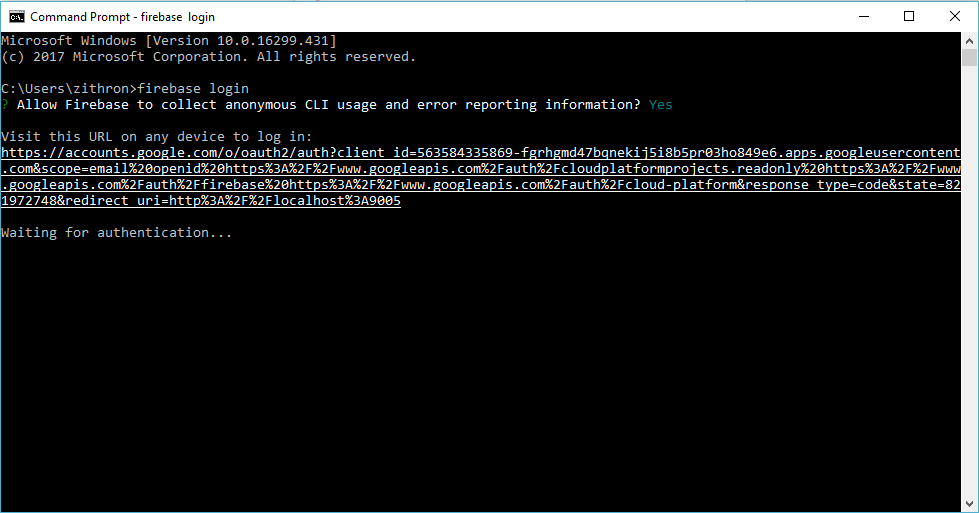 Command Prompt - firebase  login
Microsoft Windows [Version 10.0.16299.431]
(c) 2017 Microsoft Corporation. All rights reserved.
C:\Users\zithron>firebase login
? Allow Firebase to collect anonymous CLI usage and error reporting information? Yes
Visit this URL on any device to log in:
https://accounts.google.com/o/oauth2/auth?client_id=563584335869-fgrhgmd47bqnekij5i8b5pr03ho849e6.apps.googleusercontent
.com&scope=email%20openid%20https%3A%2F%2Fwww.googleapis.com%2Fauth%2Fcloudplatformprojects.readonly%20https%3A%2F%2Fwww
.googleapis.com%2Fauth%2Ffirebase%20https%3A%2F%2Fwww.googleapis.com%2Fauth%2Fcloud-platform&response_type=code&state=82
1972748&redirect_uri=http%3A%2F%2Flocalhost%3A9005
Waiting for authentication...